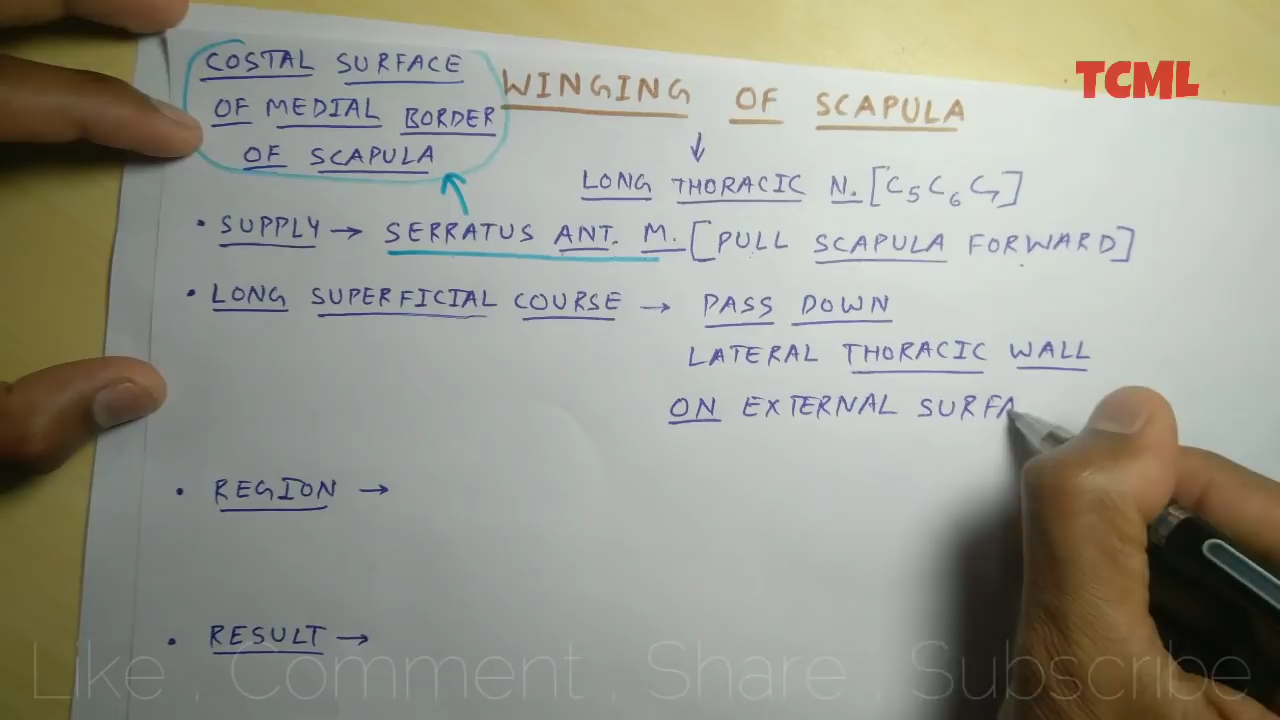 COSTAL SURFACE
OF MEDIAL BORDER
OF SCAPULA
WINGING OF SCAPULA
TCML
↓
LONG THORACIC N. [C5 C6 C7]
• SUPPLY → SERRATUS ANT. M. [PULL SCAPULA FORWARD]
• LONG SUPERFICIAL COURSE → PASS DOWN
LATERAL THORACIC WALL
ON EXTERNAL SURFA
• REGION →
• RESULT →
Like , Comment , Share , Subscribe